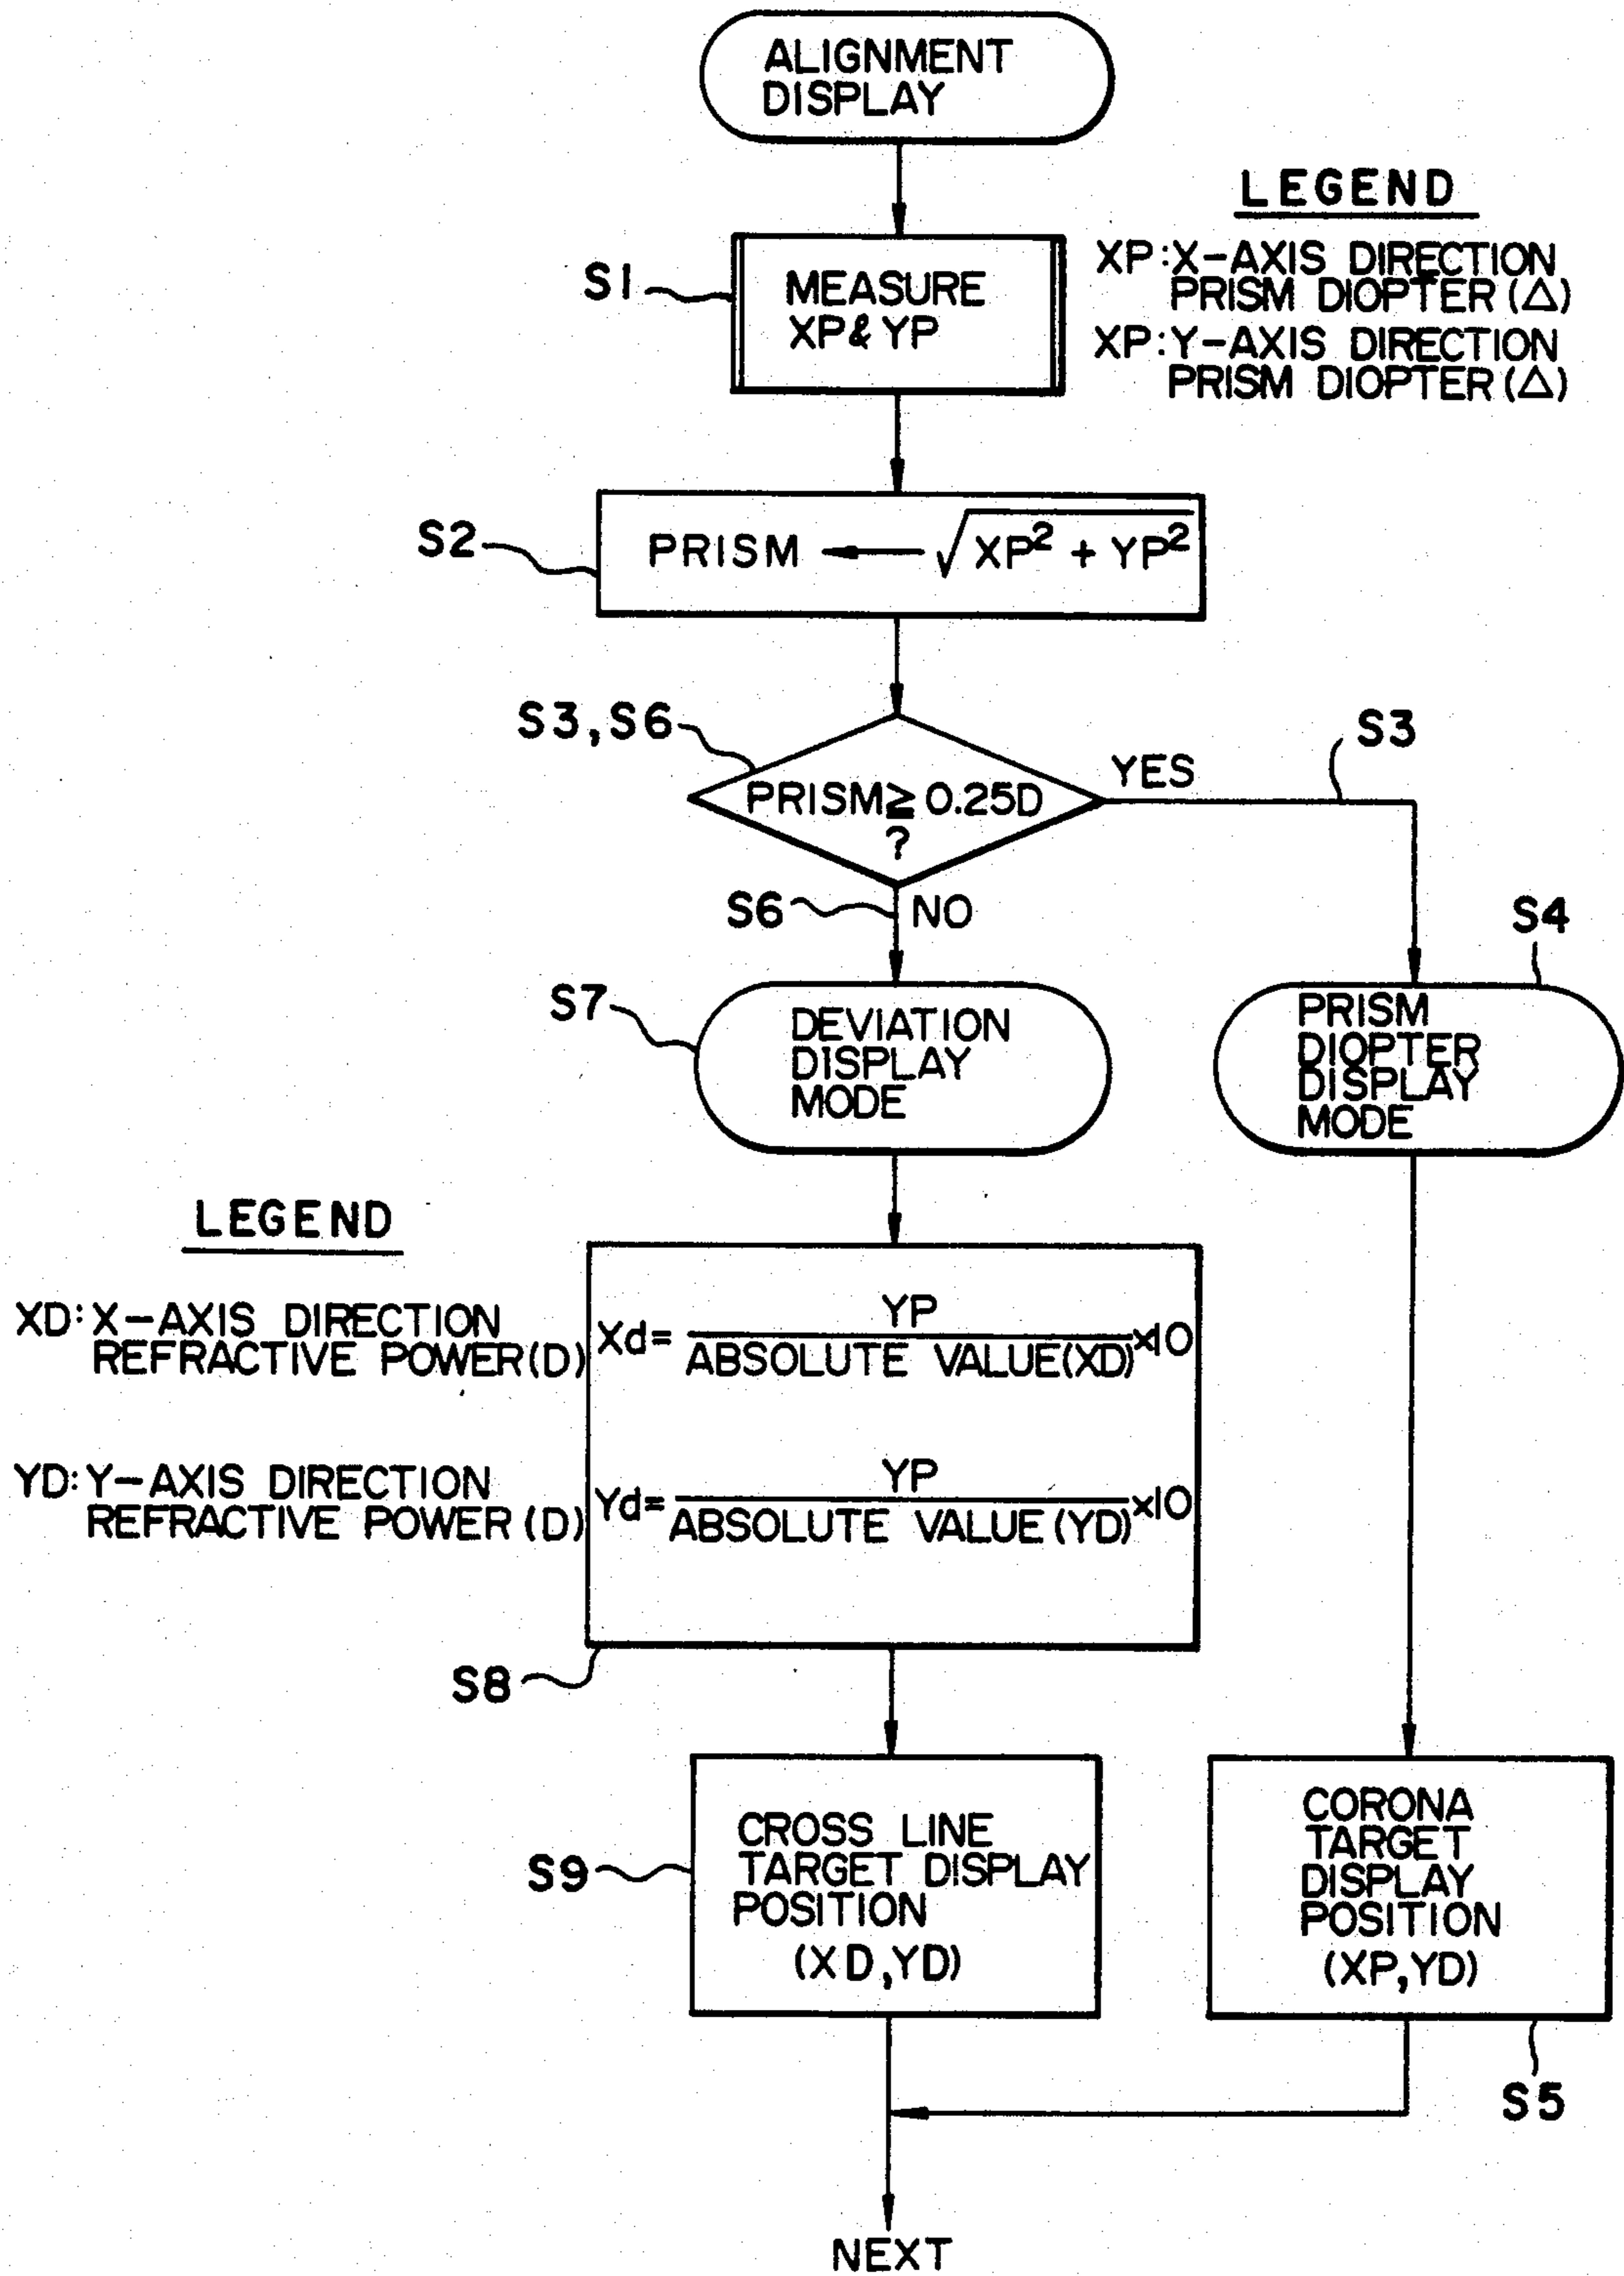 ALIGNMENT
DISPLAY
LEGEND
XP:X-AXIS DIRECTION
PRISM DIOPTER(△)
XP:Y-AXIS DIRECTION
PRISM DIOPTER(△)
S1
MEASURE
XP& YP
S2
PRISM ← √XP² + YP²
S3,S6
PRISM≧0.25D
?
YES
S3
S6
NO
S4
S7
DEVIATION
DISPLAY
MODE
PRISM
DIOPTER
DISPLAY
MODE
LEGEND
XD:X-AXIS DIRECTION
REFRACTIVE POWER(D)
YD:Y-AXIS DIRECTION
REFRACTIVE POWER(D)
Xd= YP
ABSOLUTE VALUE(XD) ×10
Yd= YP
ABSOLUTE VALUE(YD) ×10
S8
S9
CROSS LINE
TARGET DISPLAY
POSITION
(XD,YD)
CORONA
TARGET
DISPLAY
POSITION
(XP,YD)
S5
NEXT